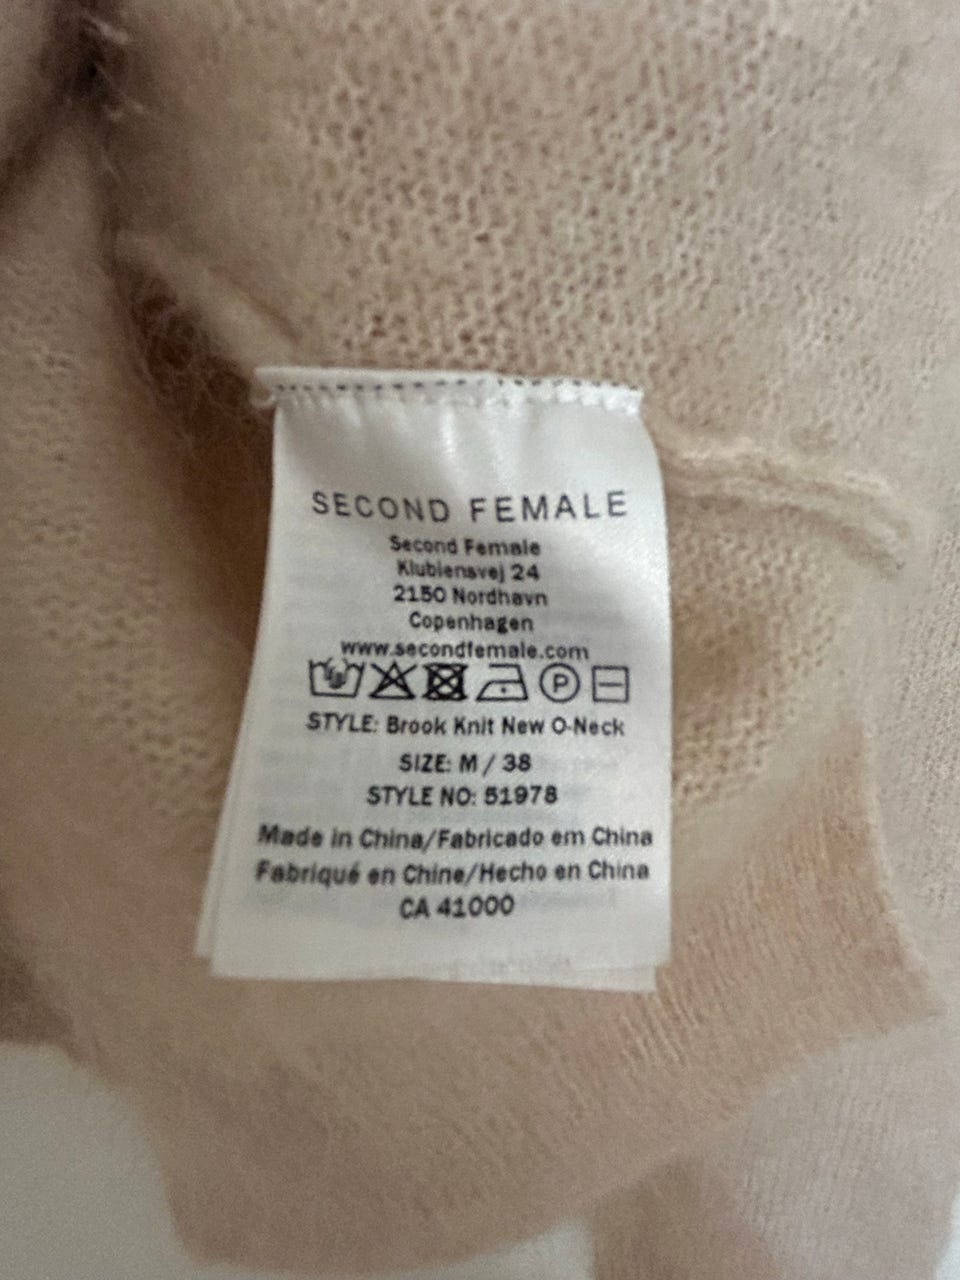 SECOND FEMALE
Second Female
Klubiensvej 24
2150 Nordhavn
Copenhagen
www.secondfemale.com
P
STYLE: Brook Knit New O-Neck
SIZE: M / 38
STYLE NO: 51978
Made in China/Fabricado em China
Fabriqué en Chine/Hecho en China
CA 41000